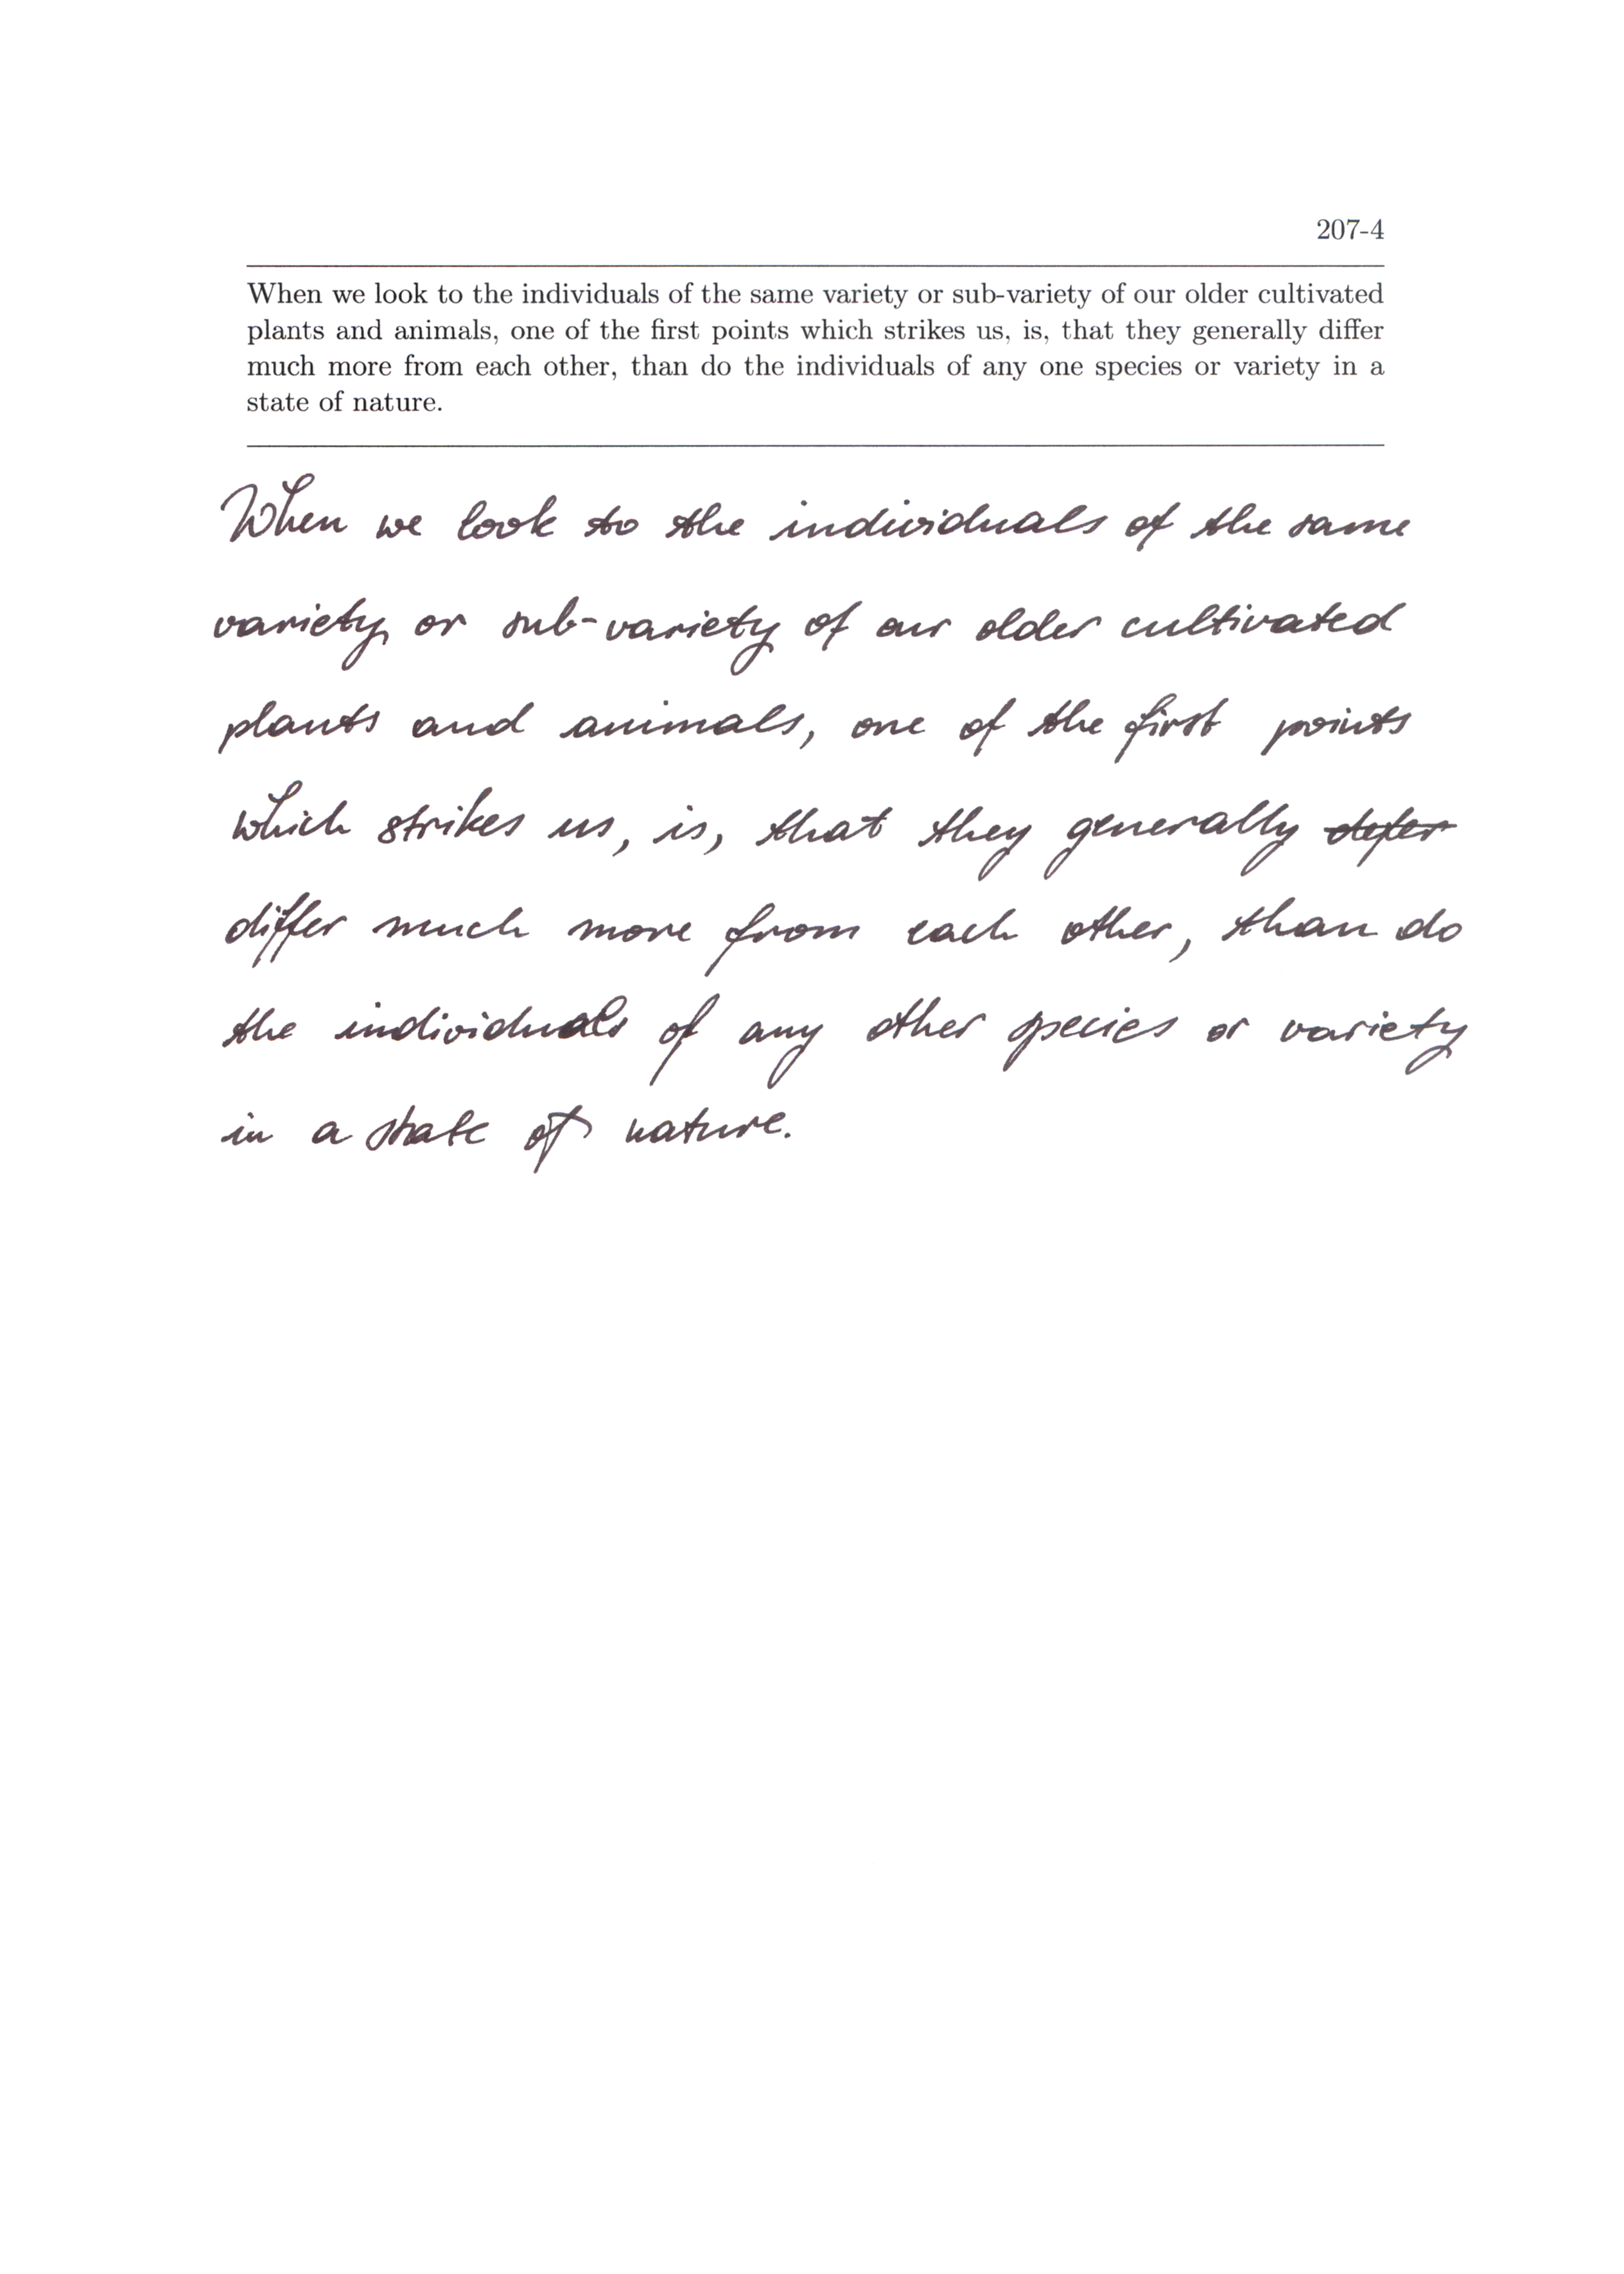 207-4
When we look to the individuals of the same variety or sub-variety of our older cultivated
plants and animals, one of the first points which strikes us, is, that they generally differ
much more from each other, than do the individuals of any one species or variety in a
state of nature.
When we look to the individuals of the same
variety or sub-variety of our older cultivated
plants and animals, one of the first points
which strikes us, is, that they generally
differ much more from each other, than do
the individuals of any other species or variety
in a state of nature.